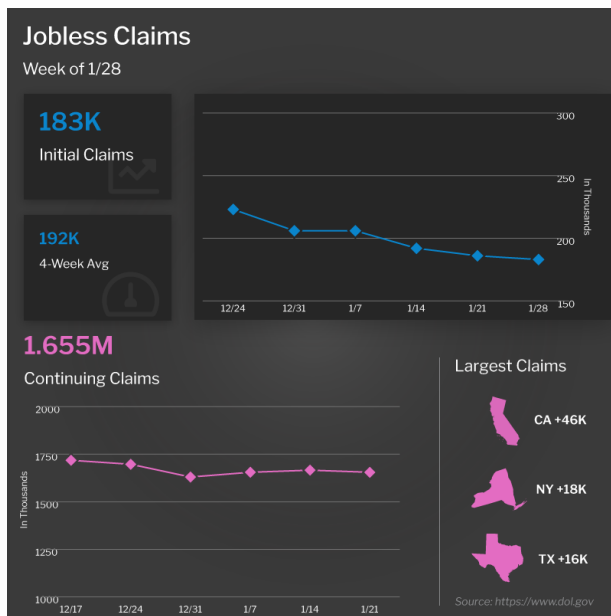 Jobless Claims
Week of 1/28
183K
Initial Claims
192K
4-Week Avg
300
250
200
150
In Thousands
12/24 12/31 1/7 1/14 1/21 1/28
1.655M
Continuing Claims
2000
1750
1500
1250
1000
In Thousands
12/17 12/24 12/31 1/7 1/14 1/21
Largest Claims
CA +46K
NY +18K
TX +16K
Source: https://www.dol.gov